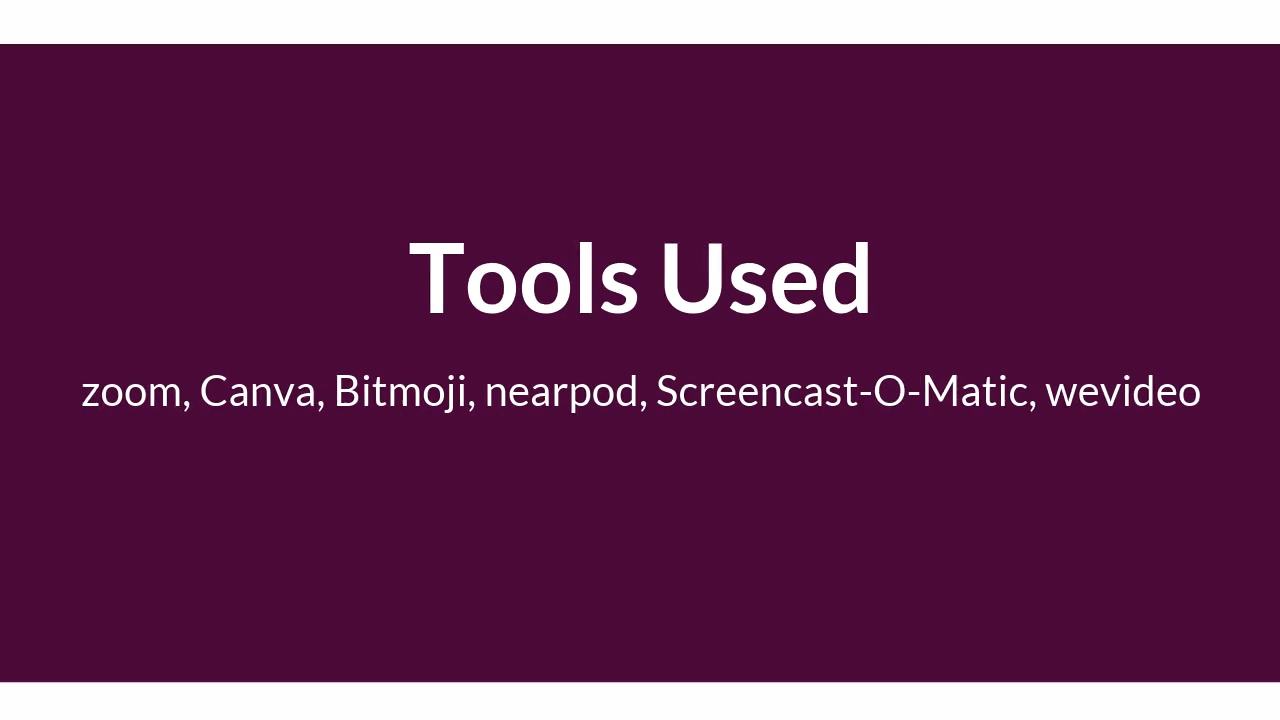 Tools Used
zoom, Canva, Bitmoji, nearpod, Screencast-O-Matic, wevideo